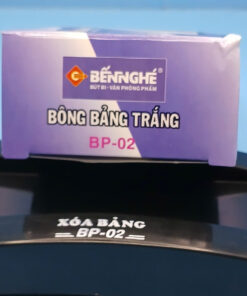 BẾNNGHÉ
BÚT BI - VĂN PHÒNG PHẨM
BÔNG BẢNG TRẮNG
BP-02
XÓA BẢNG
BP-02